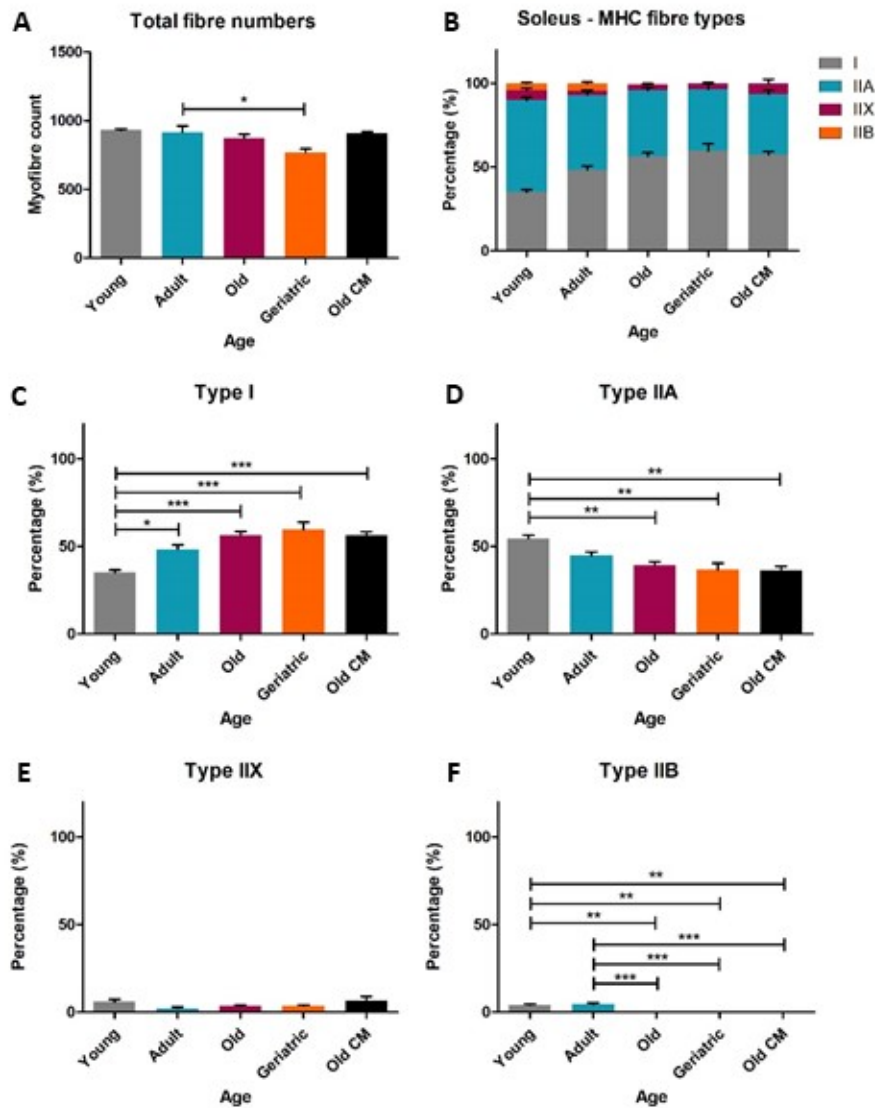 A Total fibre numbers
1500
1000
500
0
Myofibre count
*
Young Adult Old Geriatric Old CM
Age
B Soleus - MHC fibre types
100
50
0
Percentage (%)
I
IIA
IIX
IIB
Young Adult Old Geriatric Old CM
Age
C Type I
100
50
0
Percentage (%)
***
***
***
*
Young Adult Old Geriatric Old CM
Age
D Type IIA
100
50
0
Percentage (%)
**
**
**
Young Adult Old Geriatric Old CM
Age
E Type IIX
100
50
0
Percentage (%)
Young Adult Old Geriatric Old CM
Age
F Type IIB
100
50
0
Percentage (%)
**
**
**
***
***
***
Young Adult Old Geriatric Old CM
Age